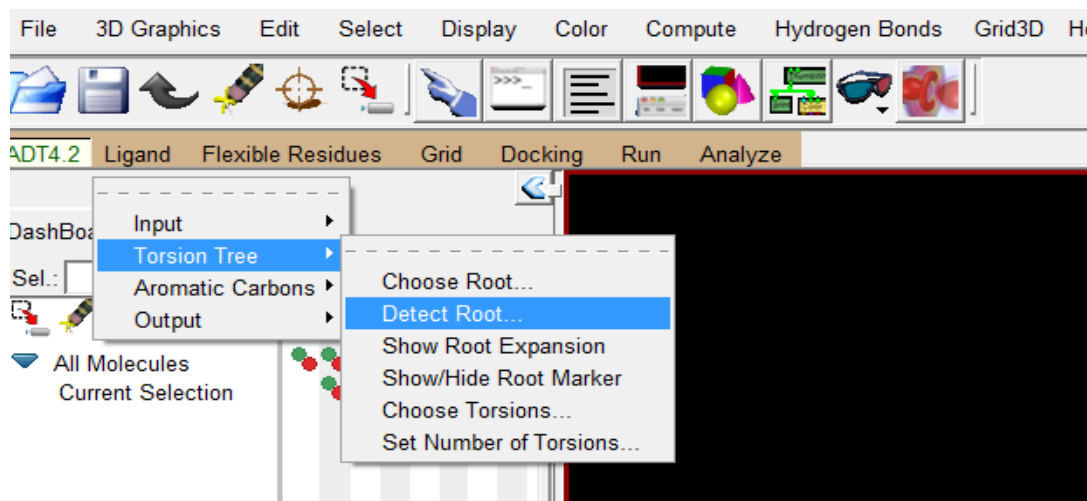 File 3D Graphics Edit Select Display Color Compute Hydrogen Bonds Grid3D
>>>_
ADT4.2 Ligand Flexible Residues Grid Docking Run Analyze
Input
DashBoa
Torsion Tree
Sel.:
Aromatic Carbons
Output
Choose Root...
Detect Root...
Show Root Expansion
Show/Hide Root Marker
Choose Torsions...
Set Number of Torsions...
All Molecules
Current Selection